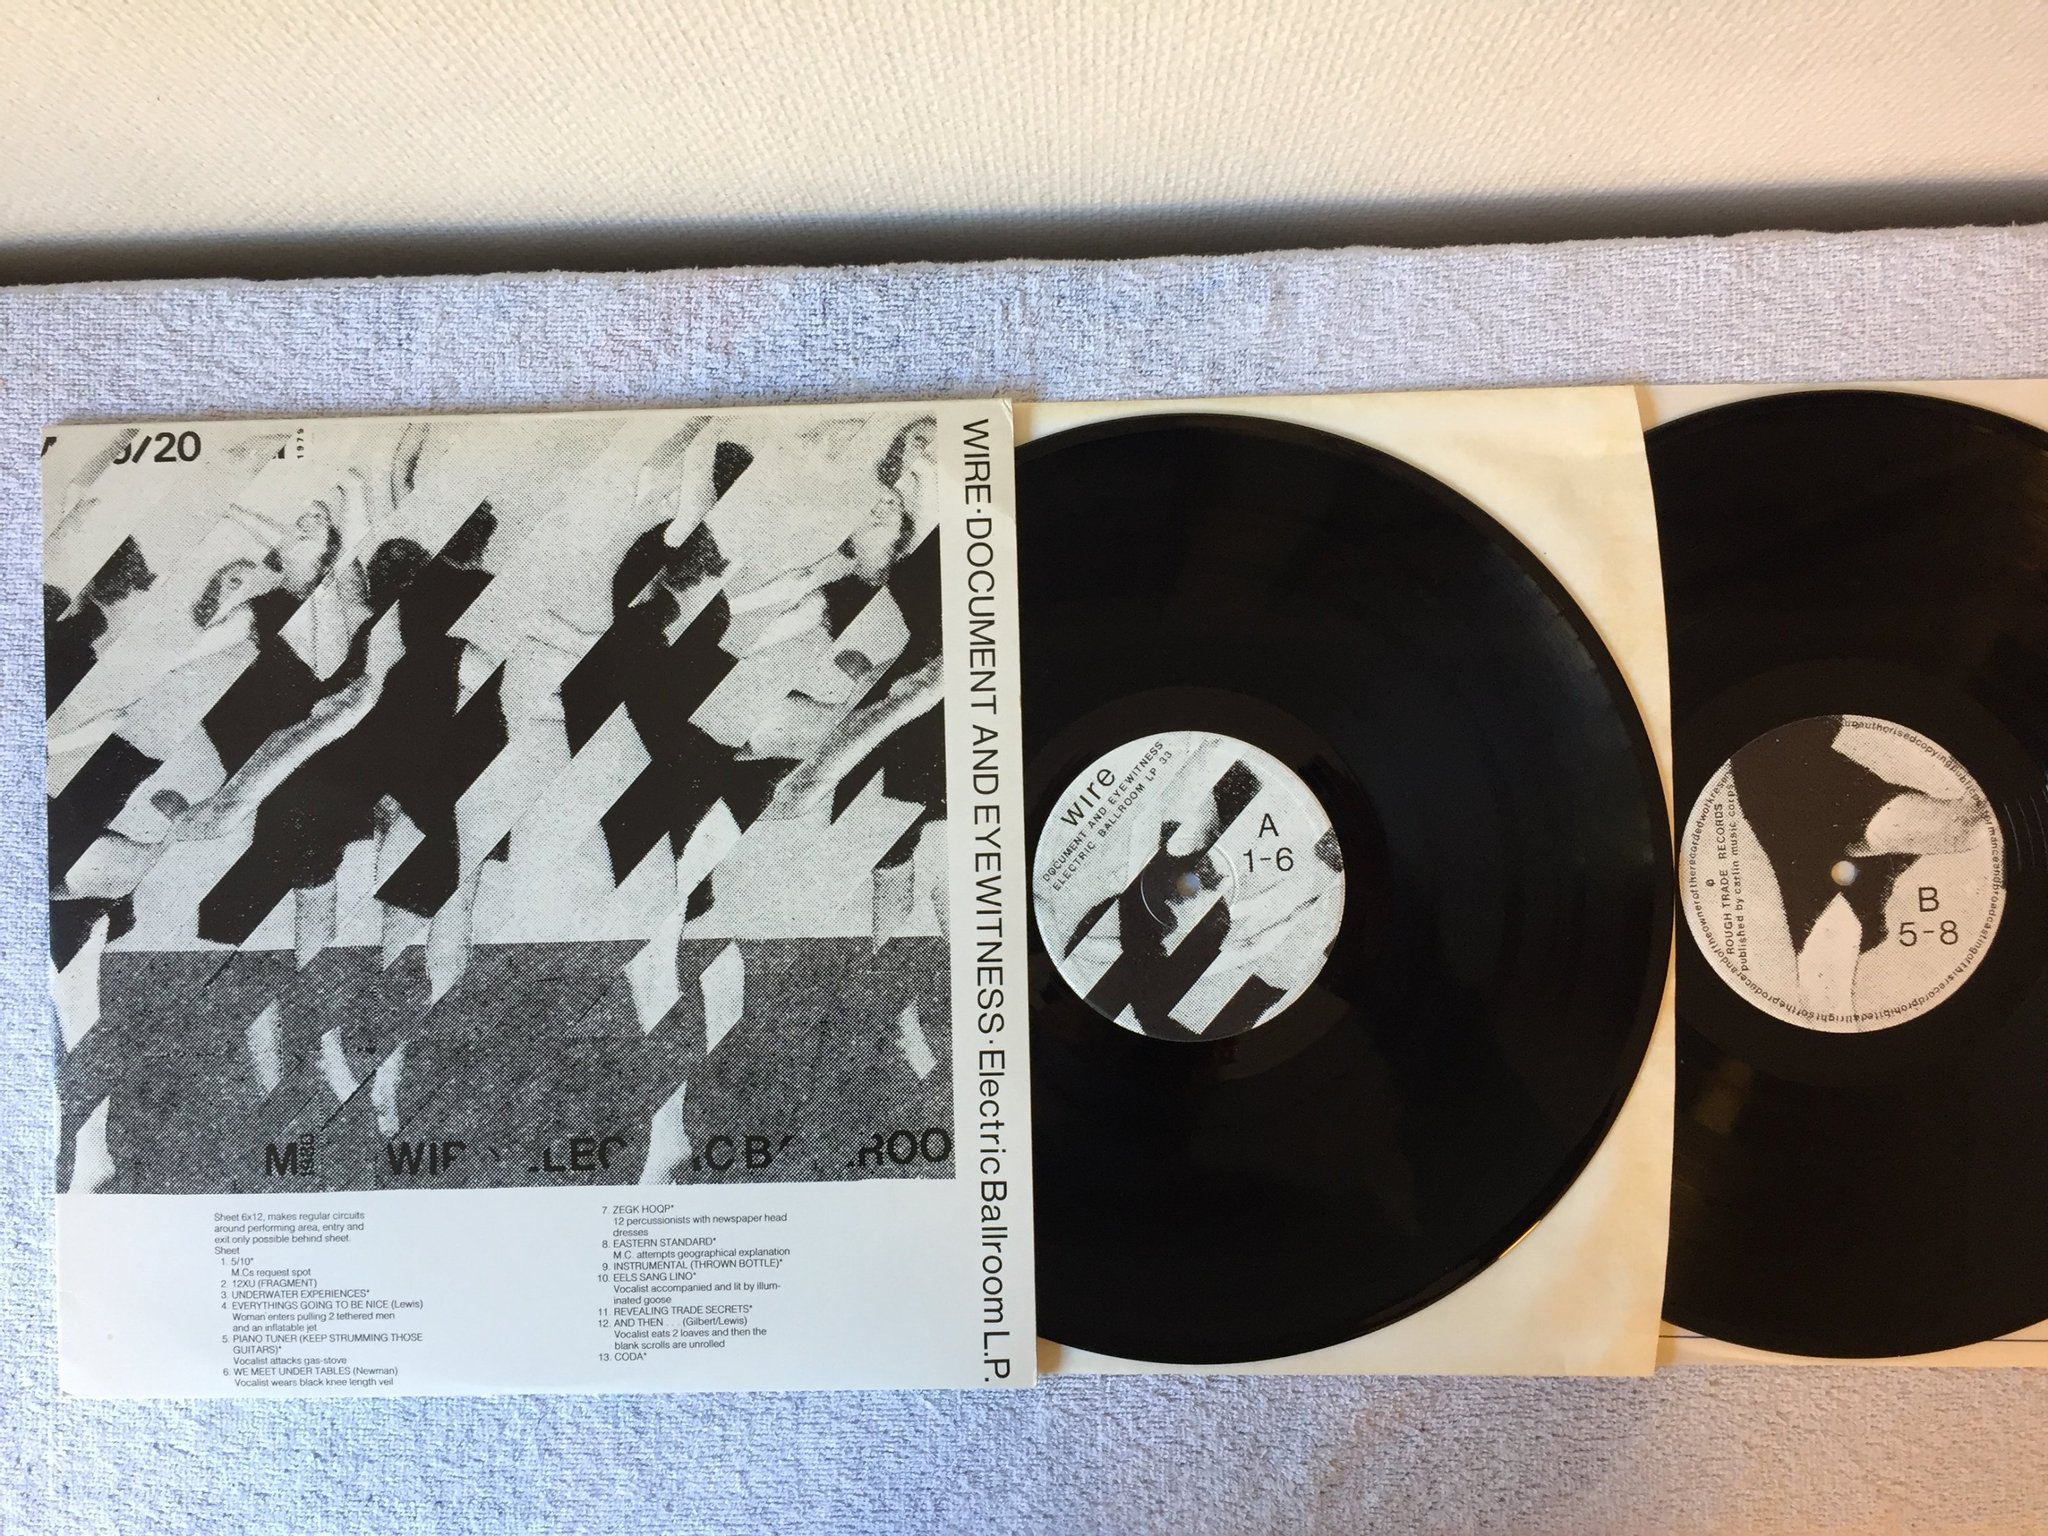 /20
1979
WIRE·DOCUMENT AND EYEWITNESS·Electric Ballroom L.P.
M WIR LEC IC BA ROO
Sheet 6x12, makes regular circuits
around performing area, entry and
exit only possible behind sheet.
Sheet
1. 5/10*
M.Cs request spot
2. 12XU (FRAGMENT)
3. UNDERWATER EXPERIENCES*
4 EVERYTHINGS GOING TO BE NICE (Lewis)
Woman enters pulling 2 tethered men
and an inflatable jet
5. PIANO TUNER (KEEP STRUMMING THOSE
GUITARS)*
Vocalist attacks gas-stove
6. WE MEET UNDER TABLES (Newman)
Vocalist wears black knee length veil
7. ZEGK HOQP*
12 percussionists with newspaper head
dresses
8. EASTERN STANDARD*
M.C. attempts geographical explanation
9. INSTRUMENTAL (THROWN BOTTLE)*
10. EELS SANG LINO*
Vocalist accompanied and lit by illum-
inated goose
11. REVEALING TRADE SECRETS*
12. AND THEN . . . (Gilbert/Lewis)
Vocalist eats 2 loaves and then the
blank scrolls are unrolled
13. CODA*
wire
DOCUMENT AND EYEWITNESS
ELECTRIC BALLROOM LP 33
A
1-6
B
5-8
℗
ROUGH TRADE RECORDS
published by carlin music corps.
unauthorisedcopyingpublicperformanceandbroadcastingofthisrecordprohibitedallrightsoftheproducerandoftheowneroftherecordedworkres